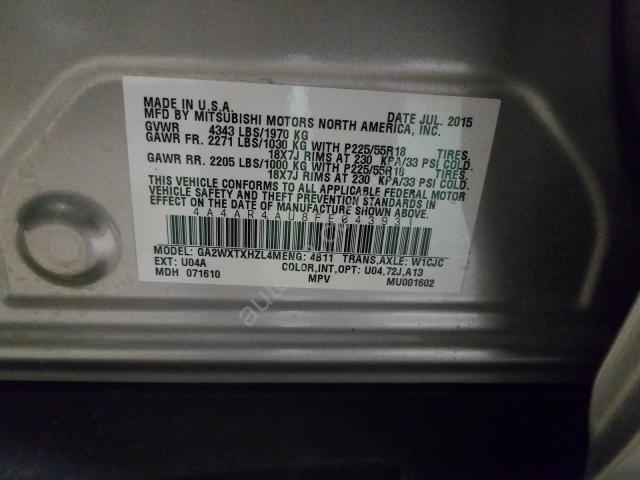 MADE IN U.S.A. DATE JUL. 2015
MFD BY MITSUBISHI MOTORS NORTH AMERICA, INC.
GVWR 4343 LBS/1970 KG
GAWR FR. 2271 LBS/1030 KG WITH P225/55R18 TIRES.
18X7J RIMS AT 230 KPA/33 PSI COLD.
GAWR RR. 2205 LBS/1000 KG WITH P225/55R18 TIRES.
18X7J RIMS AT 230 KPA/33 PSI COLD.
THIS VEHICLE CONFORMS TO ALL APPLICABLE FEDERAL MOTOR
VEHICLE SAFETY AND THEFT PREVENTION STANDARDS IN
EFFECT ON THE DATE OF MANUFACTURE SHOWN ABOVE.
4A4AR4AU8FE043931
MODEL: GA2WXTXHZL4M ENG: 4B11 TRANS,AXLE: W1CJC
EXT: U04A COLOR,INT,OPT: U04,72J,A13
MDH 071610 MPV MU001602